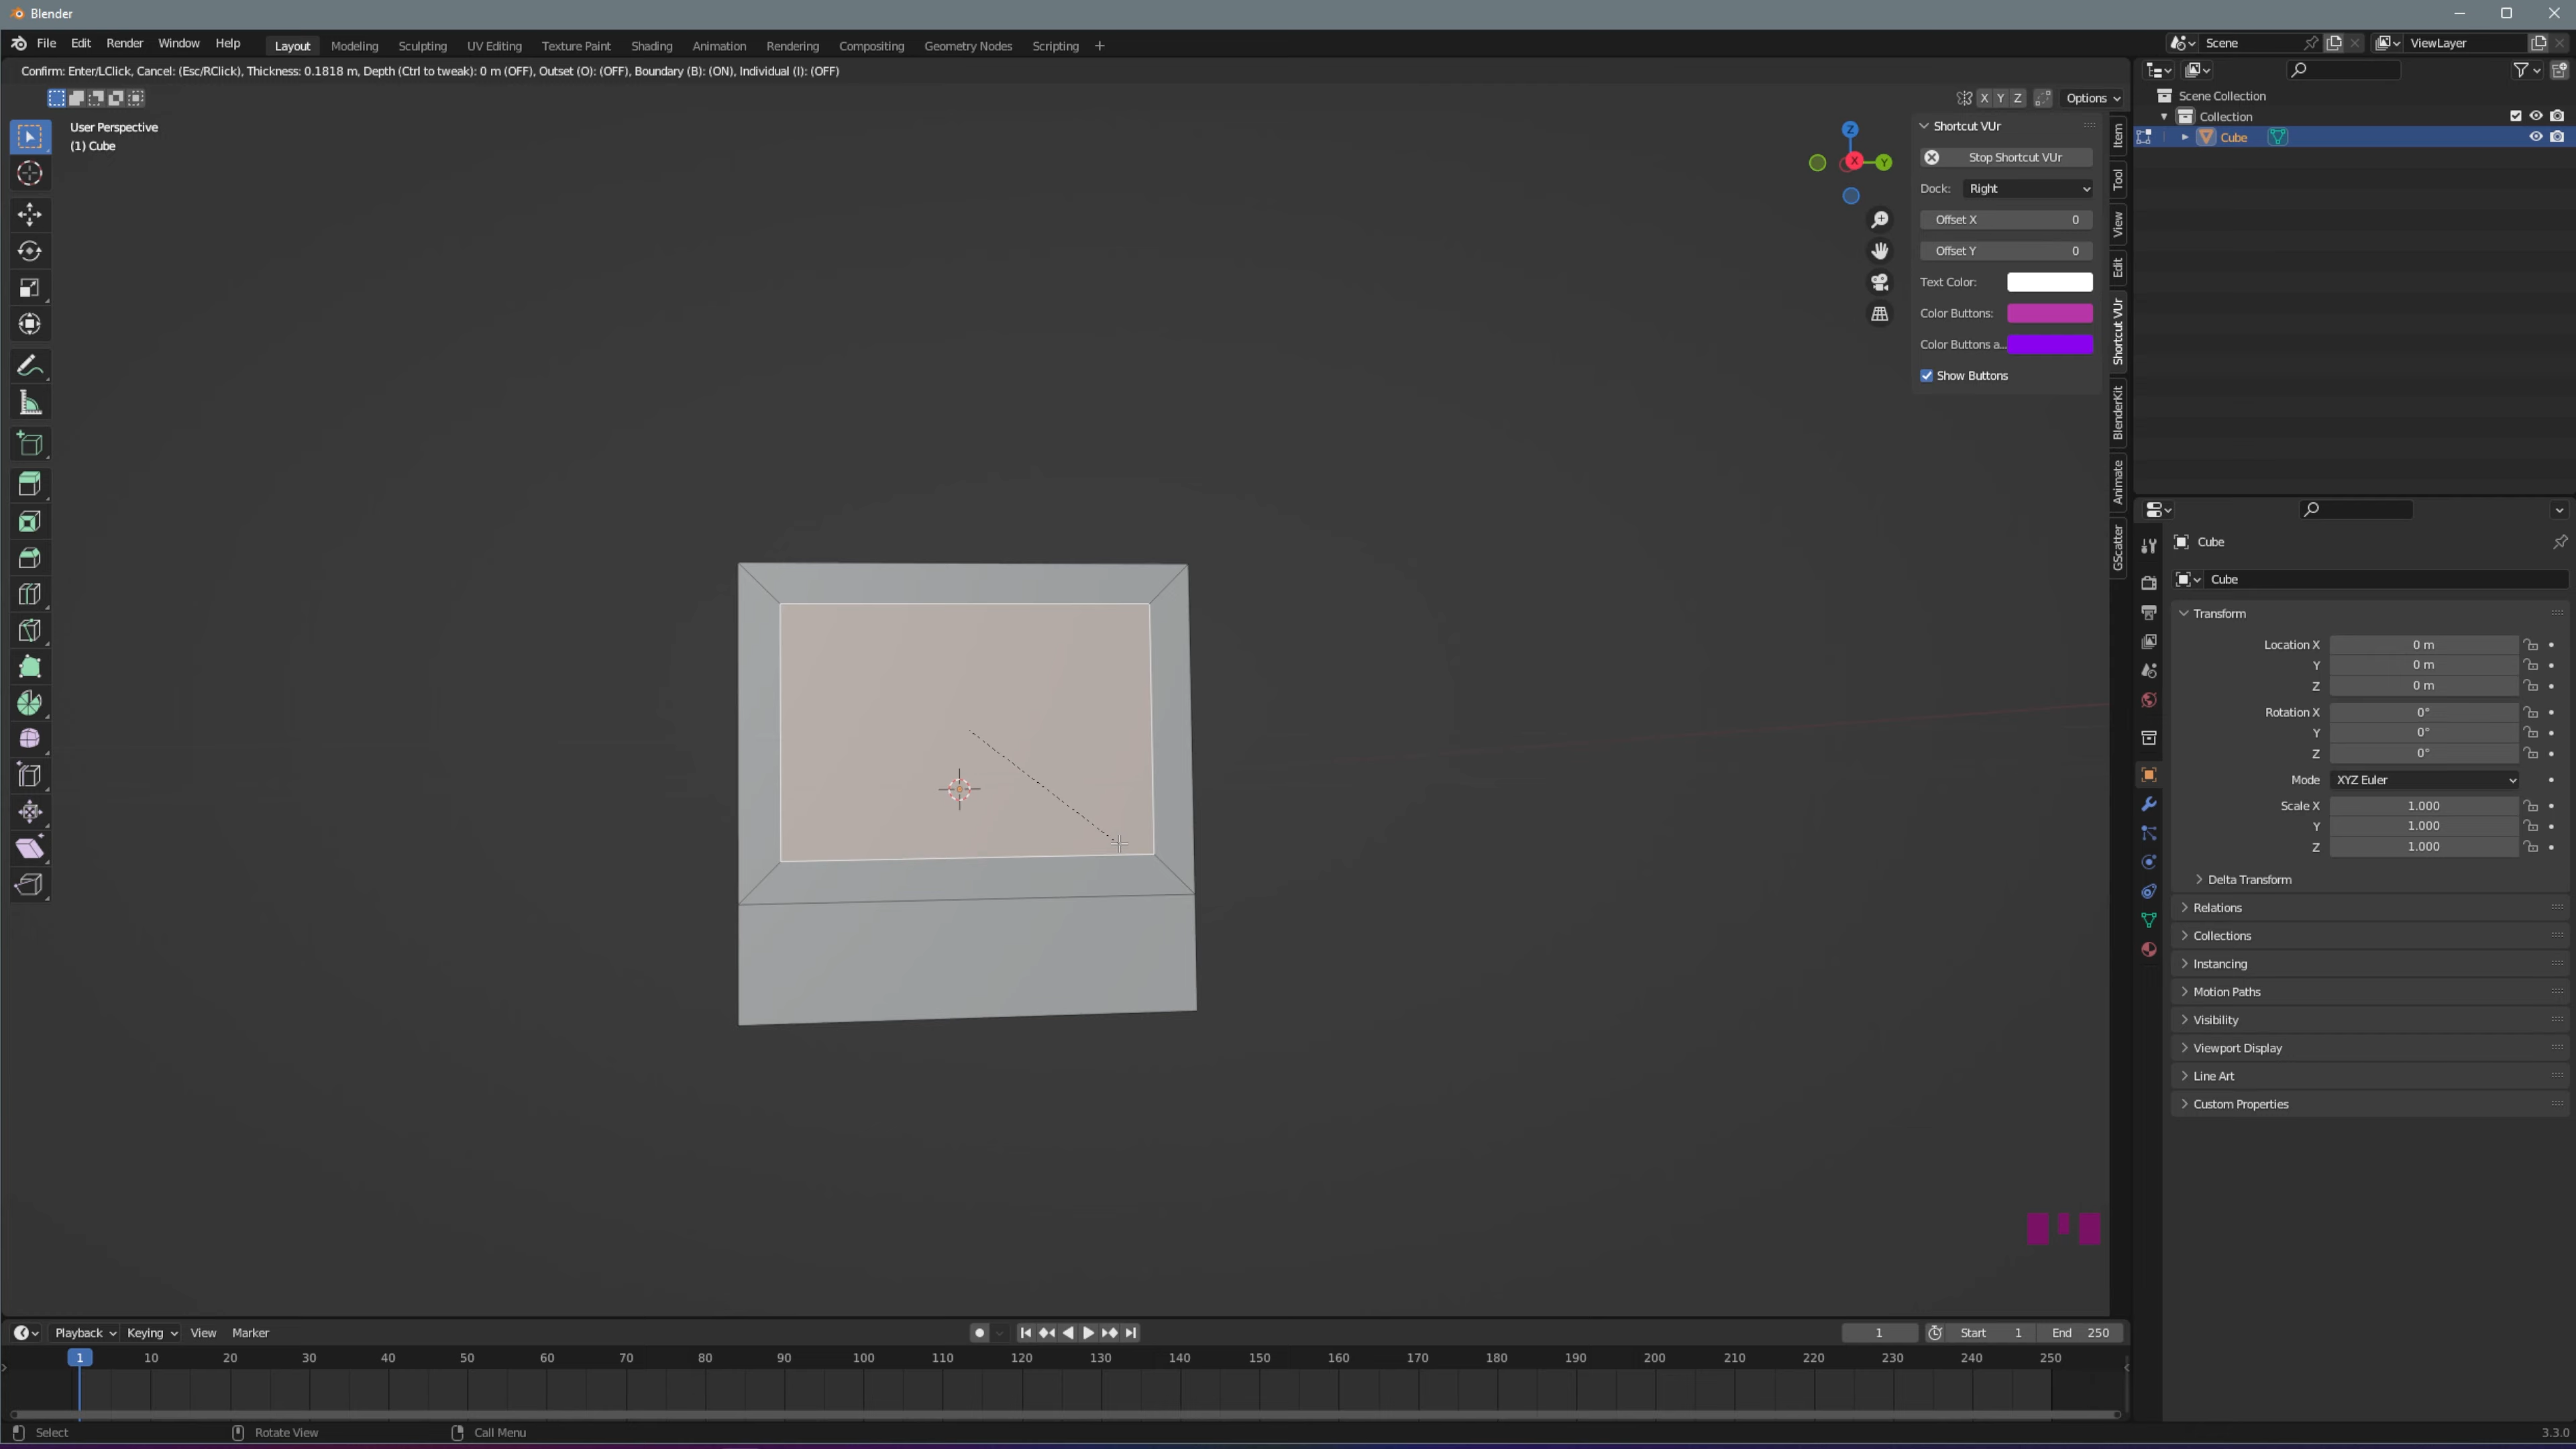 Blender
File Edit Render Window Help Layout Modeling Sculpting UV Editing Texture Paint Shading Animation Rendering Compositing Geometry Nodes Scripting + Scene ViewLayer
Confirm: Enter/LClick, Cancel: (Esc/RClick), Thickness: 0.1818 m, Depth (Ctrl to tweak): 0 m (OFF), Outset (O): (OFF), Boundary (B): (ON), Individual (I): (OFF)
X Y Z Options
User Perspective
(1) Cube
Z
X Y
Shortcut VUr
Stop Shortcut VUr
Dock: Right
Offset X 0
Offset Y 0
Text Color:
Color Buttons:
Color Buttons a...
Show Buttons
Item
Tool
View
Edit
Shortcut VUr
BlenderKit
Animate
GScatter
Scene Collection
Collection
Cube
Cube
Cube
Transform
Location X 0 m
Y 0 m
Z 0 m
Rotation X 0°
Y 0°
Z 0°
Mode XYZ Euler
Scale X 1.000
Y 1.000
Z 1.000
Delta Transform
Relations
Collections
Instancing
Motion Paths
Visibility
Viewport Display
Line Art
Custom Properties
Playback Keying View Marker 1 Start 1 End 250
1 10 20 30 40 50 60 70 80 90 100 110 120 130 140 150 160 170 180 190 200 210 220 230 240 250
Select Rotate View Call Menu 3.3.0